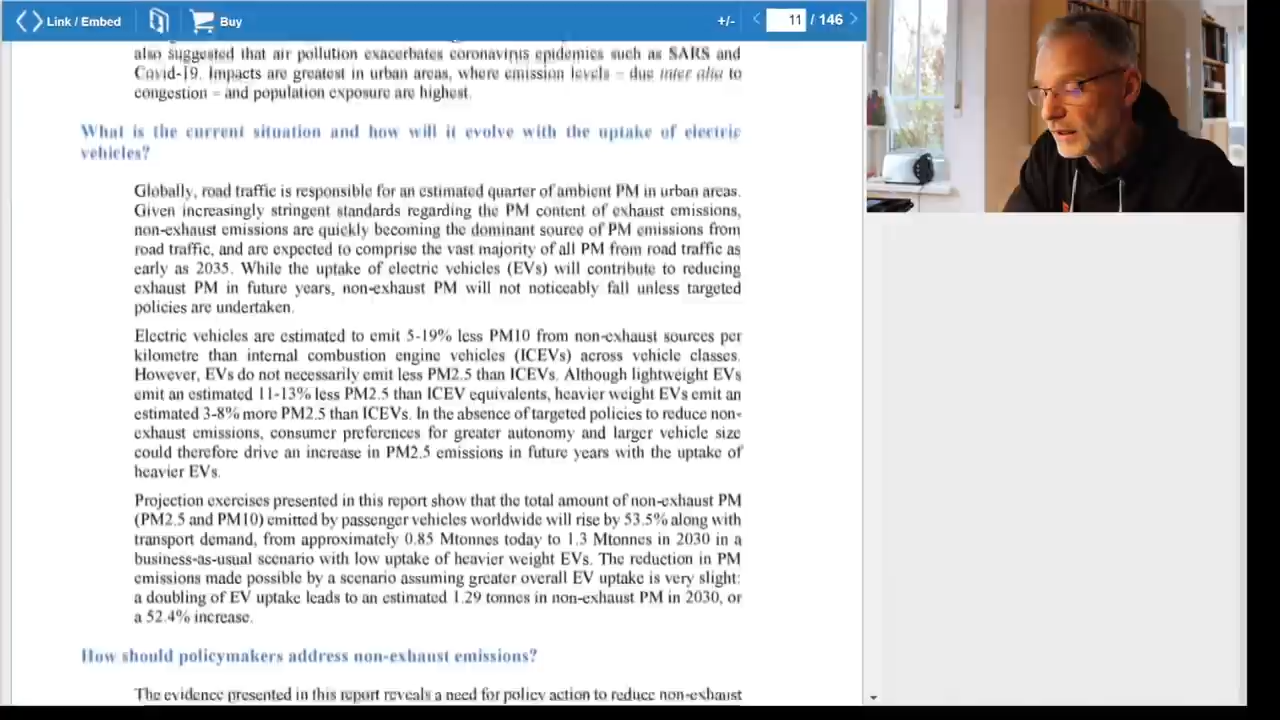 Link / Embed
Buy
+/-
11 / 146
also suggested that air pollution exacerbates coronavirus epidemics such as SARS and
Covid-19. Impacts are greatest in urban areas, where emission levels – due inter alia to
congestion – and population exposure are highest.
What is the current situation and how will it evolve with the uptake of electric
vehicles?
Globally, road traffic is responsible for an estimated quarter of ambient PM in urban areas.
Given increasingly stringent standards regarding the PM content of exhaust emissions,
non-exhaust emissions are quickly becoming the dominant source of PM emissions from
road traffic, and are expected to comprise the vast majority of all PM from road traffic as
early as 2035. While the uptake of electric vehicles (EVs) will contribute to reducing
exhaust PM in future years, non-exhaust PM will not noticeably fall unless targeted
policies are undertaken.
Electric vehicles are estimated to emit 5-19% less PM10 from non-exhaust sources per
kilometre than internal combustion engine vehicles (ICEVs) across vehicle classes.
However, EVs do not necessarily emit less PM2.5 than ICEVs. Although lightweight EVs
emit an estimated 11-13% less PM2.5 than ICEV equivalents, heavier weight EVs emit an
estimated 3-8% more PM2.5 than ICEVs. In the absence of targeted policies to reduce non-
exhaust emissions, consumer preferences for greater autonomy and larger vehicle size
could therefore drive an increase in PM2.5 emissions in future years with the uptake of
heavier EVs.
Projection exercises presented in this report show that the total amount of non-exhaust PM
(PM2.5 and PM10) emitted by passenger vehicles worldwide will rise by 53.5% along with
transport demand, from approximately 0.85 Mtonnes today to 1.3 Mtonnes in 2030 in a
business-as-usual scenario with low uptake of heavier weight EVs. The reduction in PM
emissions made possible by a scenario assuming greater overall EV uptake is very slight:
a doubling of EV uptake leads to an estimated 1.29 tonnes in non-exhaust PM in 2030, or
a 52.4% increase.
How should policymakers address non-exhaust emissions?
The evidence presented in this report reveals a need for policy action to reduce non-exhaust